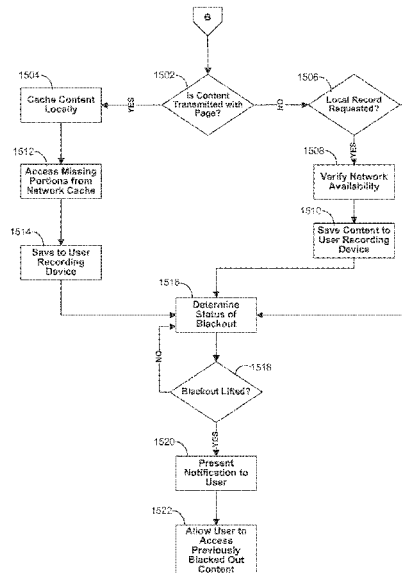 6
1502
Is Content
Transmitted with
Page?
YES
NO
1504
Cache Content
Locally
1506
Local Record
Requested?
YES
1512
Access Missing
Portions from
Network Cache
1508
Verify Network
Availability
1514
Save to User
Recording
Device
1510
Save Content to
User Recording
Device
1516
Determine
Status of
Blackout
NO
1518
Blackout Lifted?
YES
1520
Present
Notification to
User
1522
Allow User to
Access
Previously
Blacked Out
Content